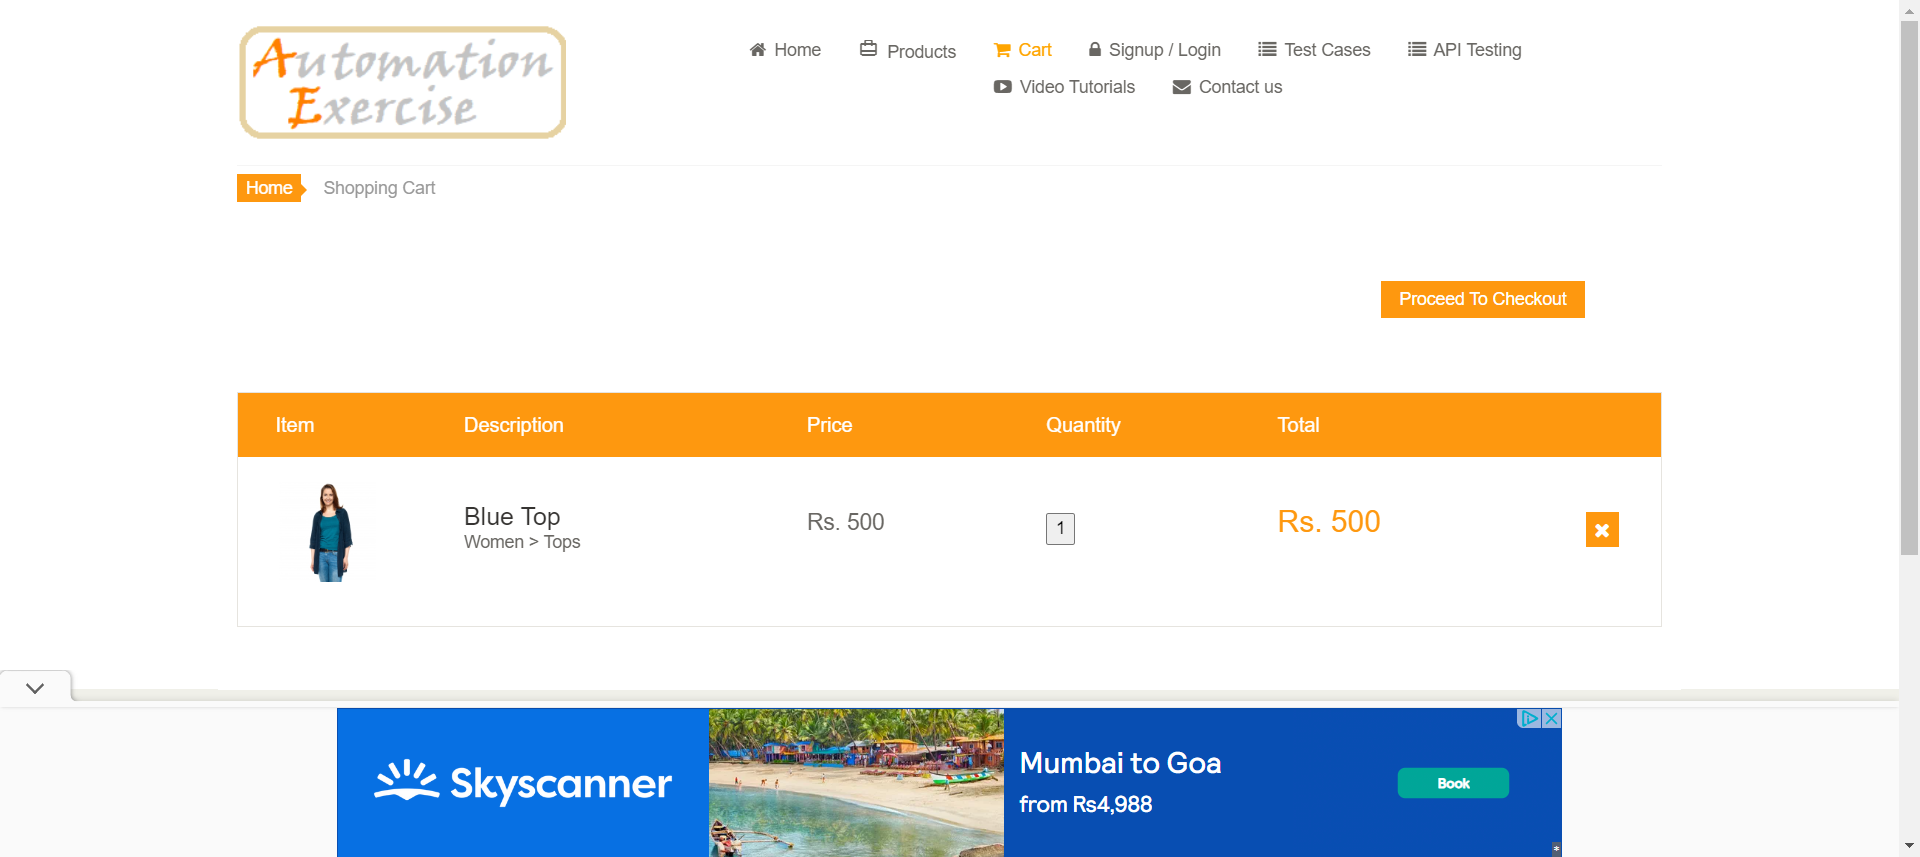 Automation
Exercise
Home
Products
Cart
Signup / Login
Test Cases
API Testing
Video Tutorials
Contact us
Home
Shopping Cart
Proceed To Checkout
Item Description Price Quantity Total
Blue Top
Women > Tops
Rs. 500
1
Rs. 500
Skyscanner
Mumbai to Goa
from Rs4,988
Book